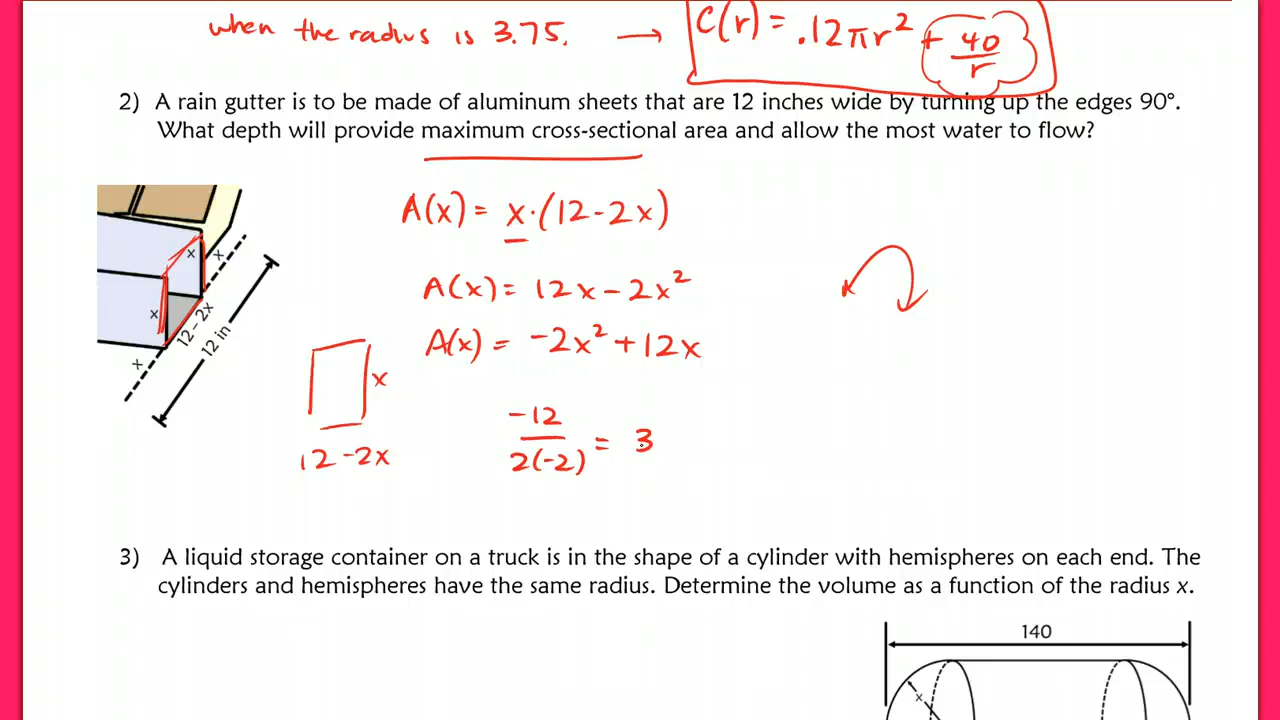 when the radius is 3.75. → C(r) = .12πr² + 40/r
2) A rain gutter is to be made of aluminum sheets that are 12 inches wide by turning up the edges 90°.
What depth will provide maximum cross-sectional area and allow the most water to flow?
A(x) = x·(12-2x)
x
x
A(x) = 12x - 2x²
x
12 - 2x
12 in
A(x) = -2x² + 12x
x
x
-12/2(-2) = 3
12-2x
3) A liquid storage container on a truck is in the shape of a cylinder with hemispheres on each end. The
cylinders and hemispheres have the same radius. Determine the volume as a function of the radius x.
140
x